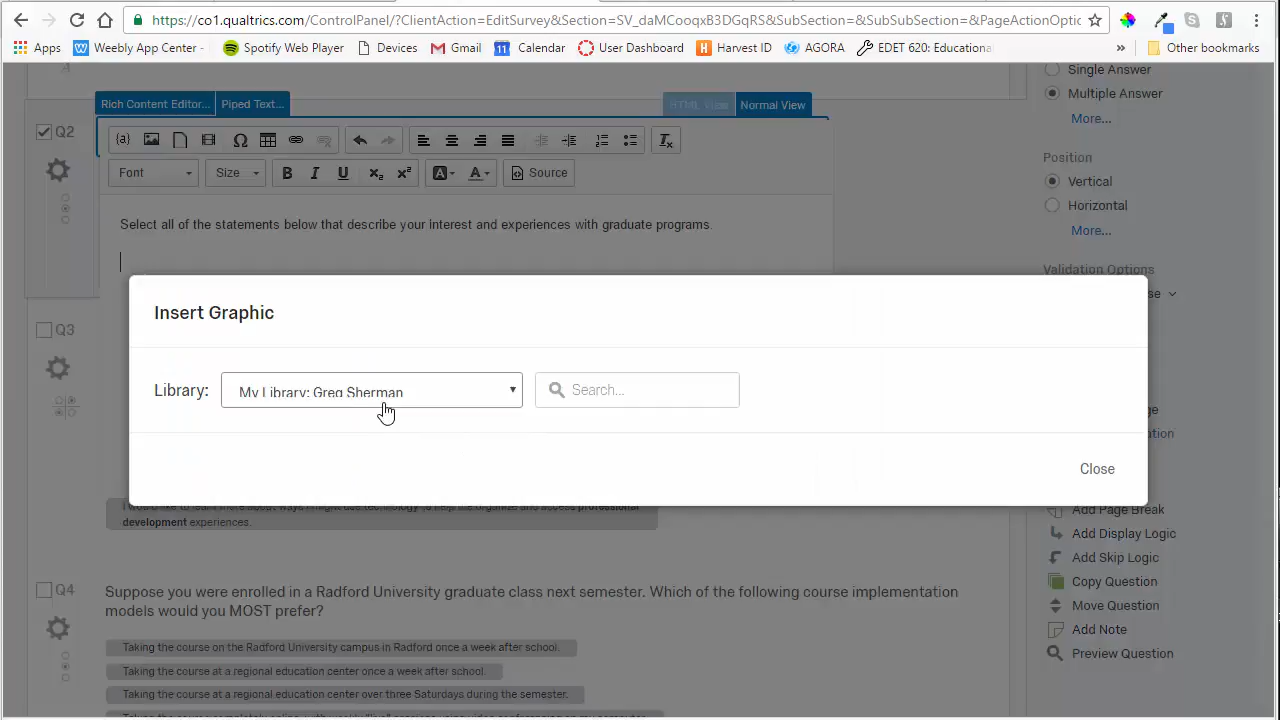 https://co1.qualtrics.com/ControlPanel/?ClientAction=EditSurvey&Section=SV_daMCooqxB3DGqRS&SubSection=&SubSubSection=&PageActionOptic
Apps Weebly App Center - Spotify Web Player Devices Gmail 11 Calendar User Dashboard H Harvest ID AGORA EDET 620: Educationa » Other bookmarks
A Single Answer
Rich Content Editor... Piped Text... HTML View Normal View Multiple Answer
Q2 More...
Position
Font Size B I U Source Vertical
Horizontal
Select all of the statements below that describe your interest and experiences with graduate programs.
More...
Validation Options
Insert Graphic
Q3
Library: My Library: Greg Sherman Search...
Close
development experiences.
Add Page Break
Add Display Logic
Add Skip Logic
Q4 Suppose you were enrolled in a Radford University graduate class next semester. Which of the following course implementation
models would you MOST prefer?
Copy Question
Move Question
Add Note
Preview Question
Taking the course on the Radford University campus in Radford once a week after school.
Taking the course at a regional education center once a week after school.
Taking the course at a regional education center over three Saturdays during the semester.